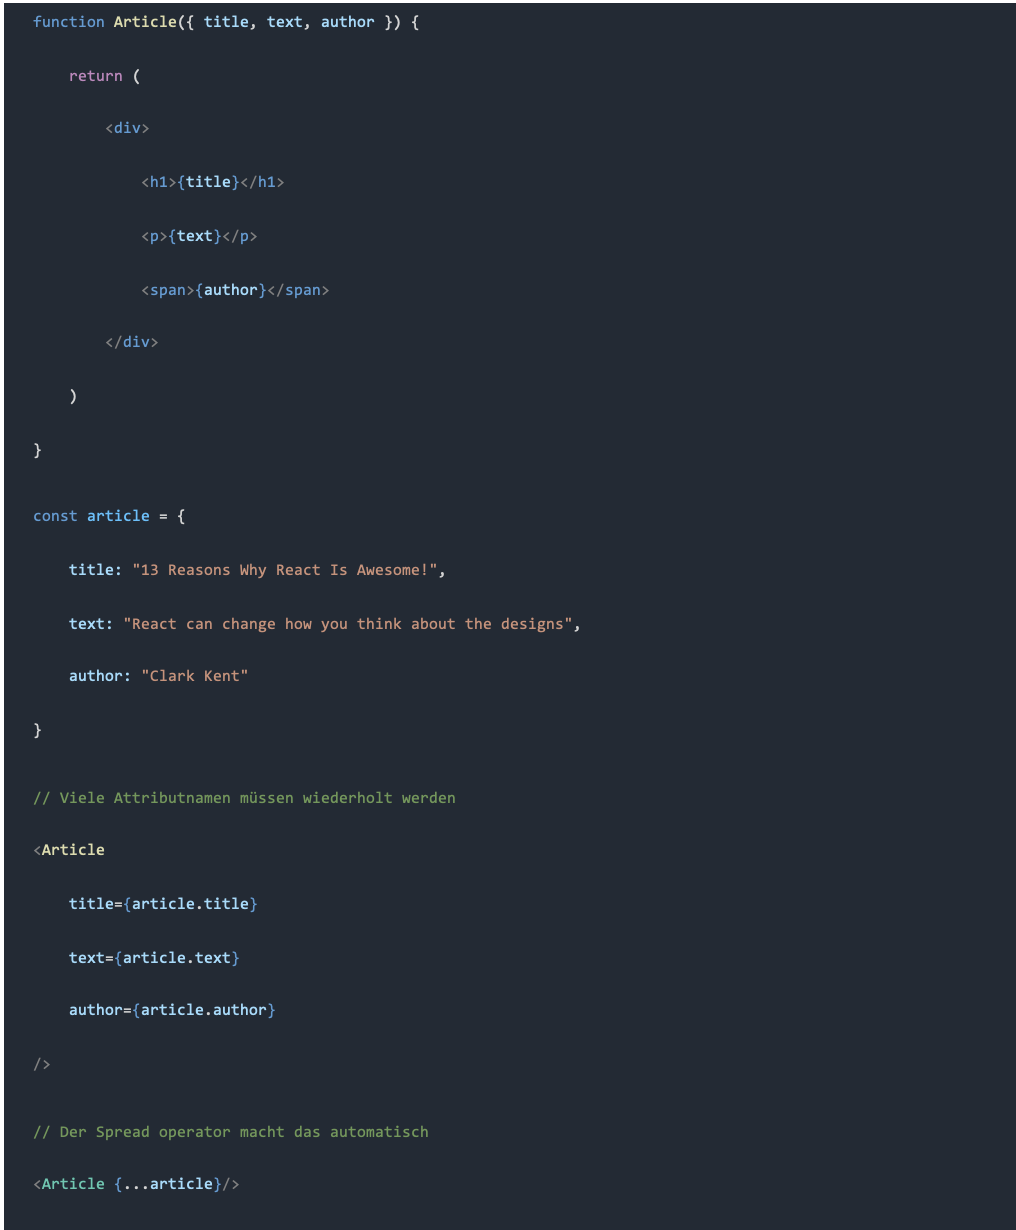 function Article({ title, text, author }) {
    return (
        <div>
            <h1>{title}</h1>
            <p>{text}</p>
            <span>{author}</span>
        </div>
    )
}
const article = {
    title: "13 Reasons Why React Is Awesome!",
    text: "React can change how you think about the designs",
    author: "Clark Kent"
}
// Viele Attributnamen müssen wiederholt werden
<Article
    title={article.title}
    text={article.text}
    author={article.author}
/>
// Der Spread operator macht das automatisch
<Article {...article}/>